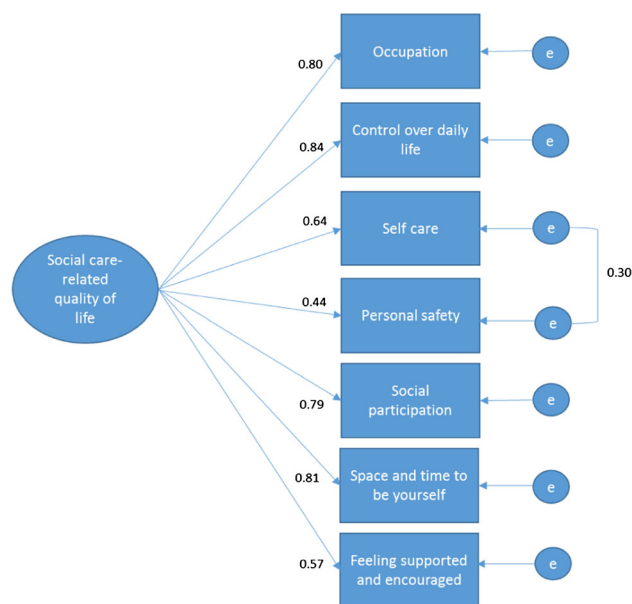 Occupation
e
0.80
Control over daily
life
e
0.84
Self care
e
0.64
Social care-
related
quality of
life
0.30
0.44
Personal safety
e
Social
participation
e
0.79
Space and time to
be yourself
e
0.81
Feeling supported
and encouraged
e
0.57